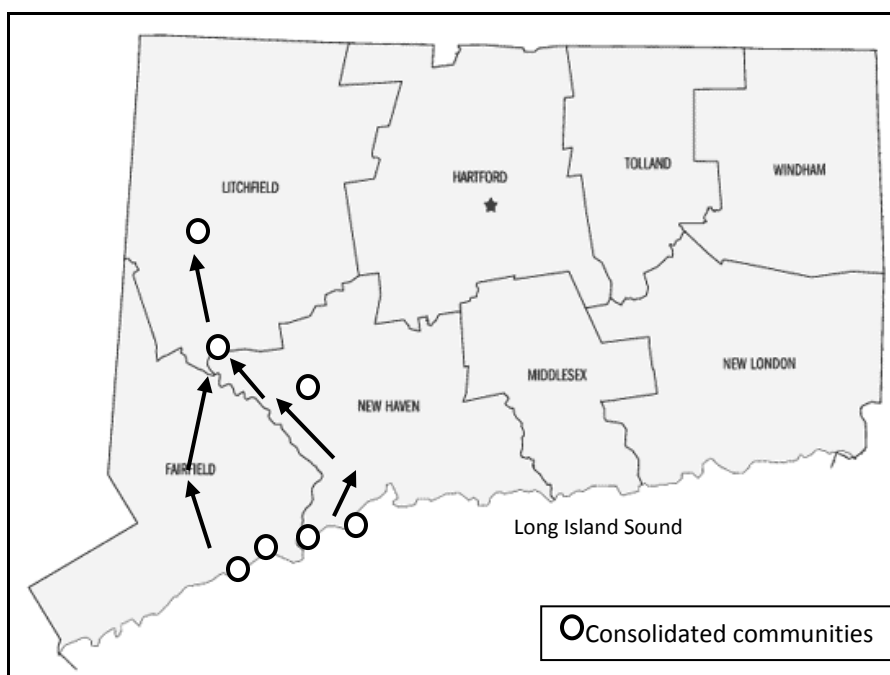 TOLLAND
WINDHAM
HARTFORD
LITCHFIELD
NEW LONDON
MIDDLESEX
NEW HAVEN
FAIRFIELD
Long Island Sound
Consolidated communities